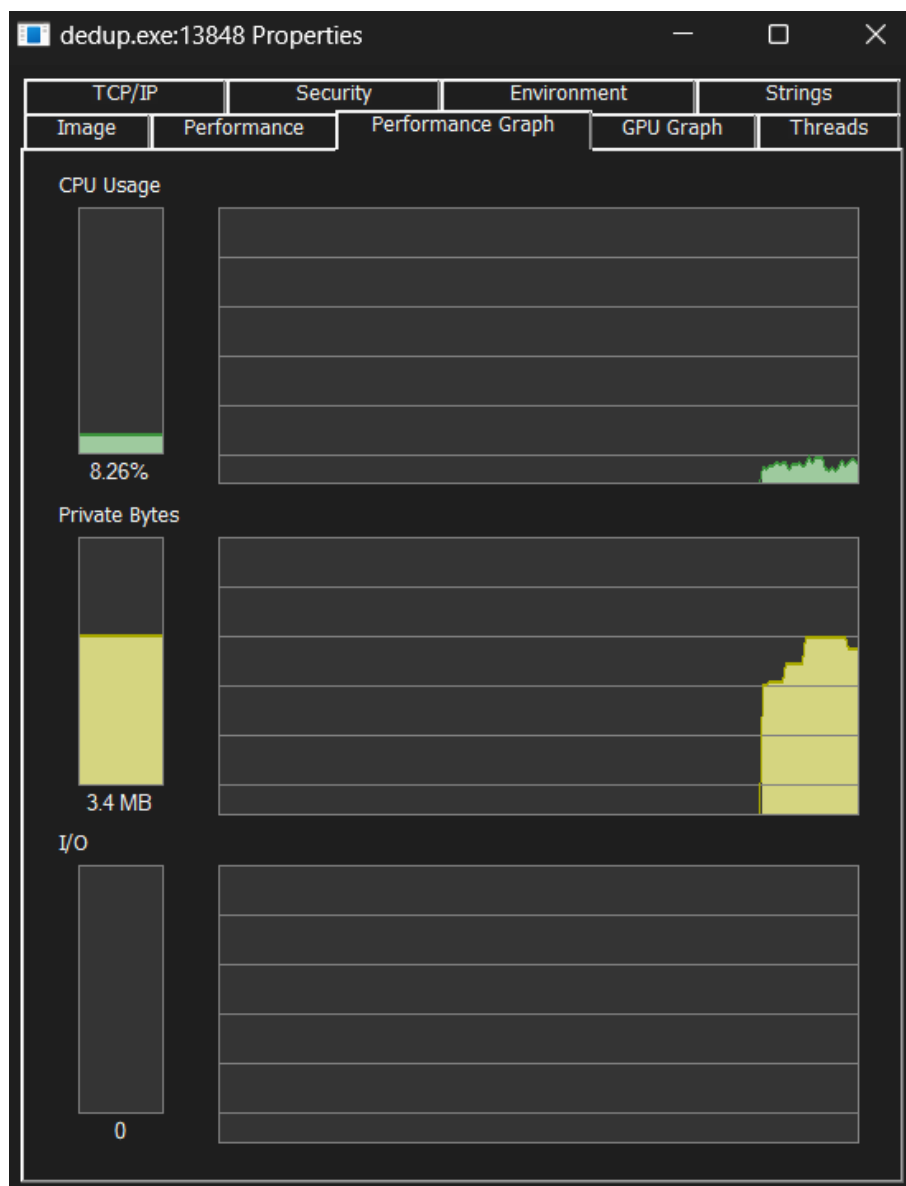 dedup.exe:13848 Properties
TCP/IP Security Environment Strings
Image Performance Performance Graph GPU Graph Threads
CPU Usage
8.26%
Private Bytes
3.4 MB
I/O
0